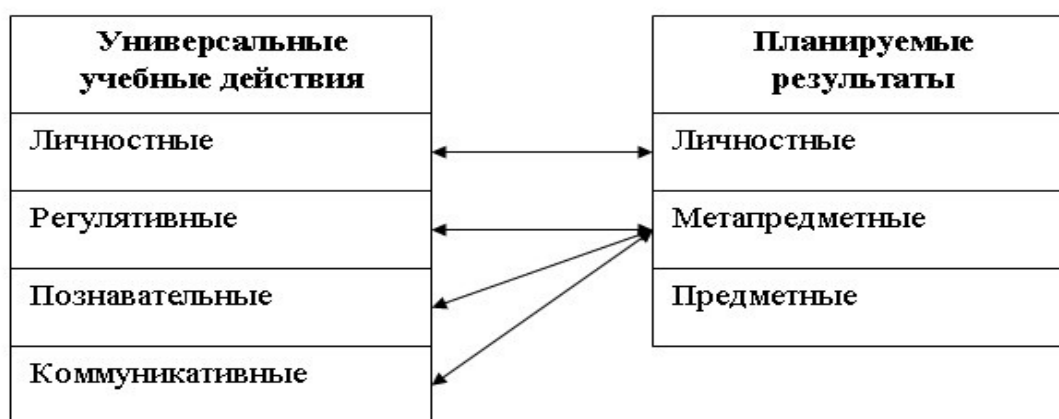 Универсальные
учебные действия
Личностные
Регулятивные
Познавательные
Коммуникативные
Планируемые
результаты
Личностные
Метапредметные
Предметные